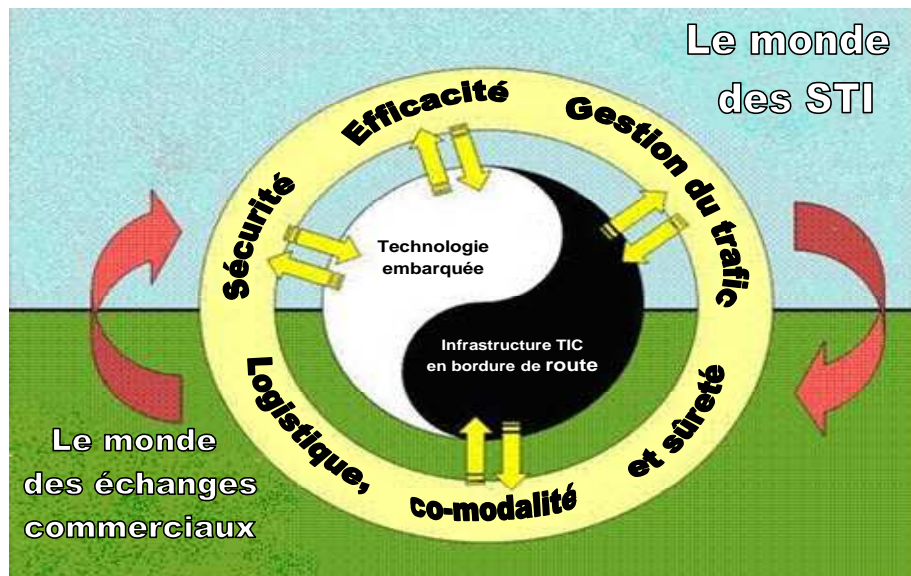 Le monde
des STI
Sécurité
Efficacité
Gestion du trafic
Technologie
embarquée
Infrastructure TIC
en bordure de route
Logistique,
co-modalité
et sûreté
Le monde
des échanges
commerciaux